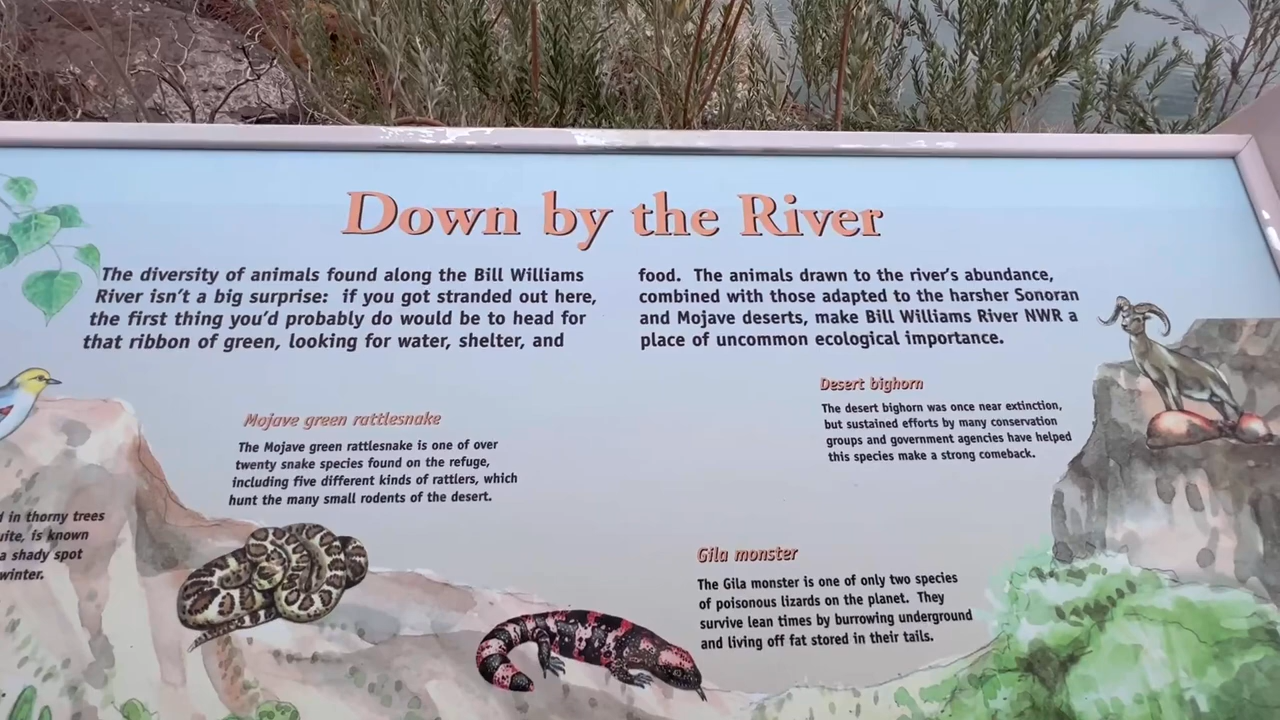 Down by the River
The diversity of animals found along the Bill Williams
River isn't a big surprise: if you got stranded out here,
the first thing you'd probably do would be to head for
that ribbon of green, looking for water, shelter, and
food. The animals drawn to the river's abundance,
combined with those adapted to the harsher Sonoran
and Mojave deserts, make Bill Williams River NWR a
place of uncommon ecological importance.
Desert bighorn
The desert bighorn was once near extinction,
but sustained efforts by many conservation
groups and government agencies have helped
this species make a strong comeback.
Mojave green rattlesnake
The Mojave green rattlesnake is one of over
twenty snake species found on the refuge,
including five different kinds of rattlers, which
hunt the many small rodents of the desert.
in thorny trees
is known
a shady spot
winter.
Gila monster
The Gila monster is one of only two species
of poisonous lizards on the planet. They
survive lean times by burrowing underground
and living off fat stored in their tails.